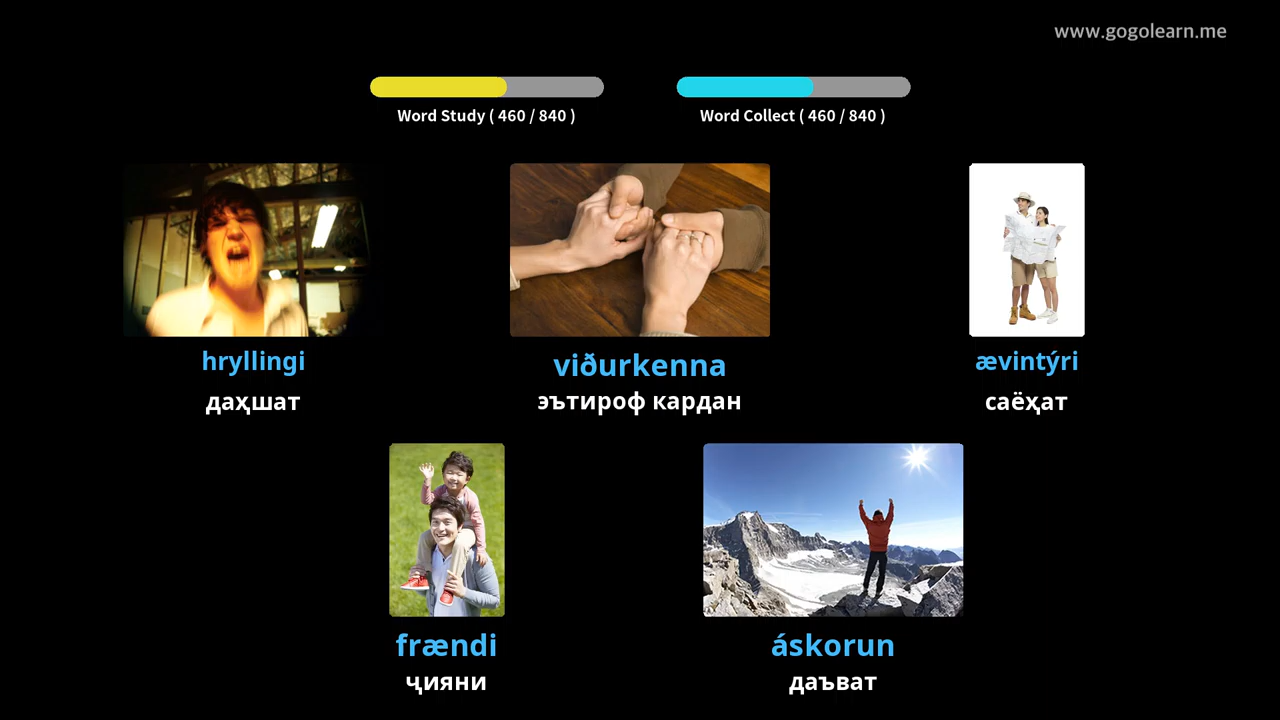 www.gogolearn.me
Word Study ( 460 / 840 )
Word Collect ( 460 / 840 )
hryllingi
даҳшат
viðurkenna
эътироф кардан
ævintýri
саёҳат
frændi
ҷияни
áskorun
даъват